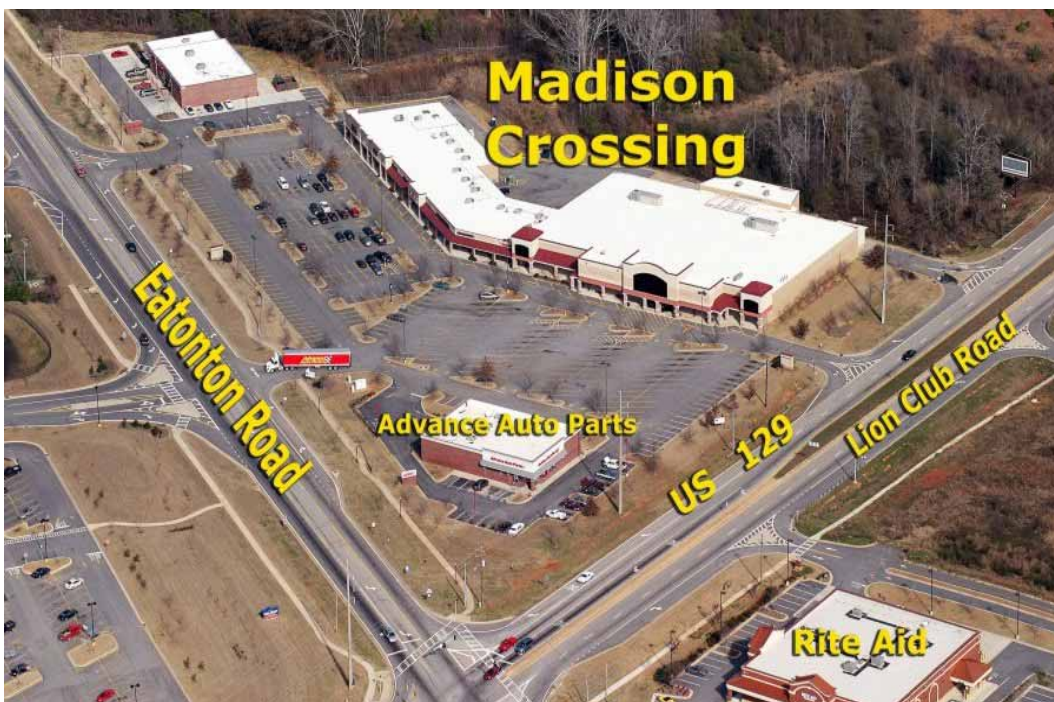 Madison
Crossing
Eatonton Road
Advance Auto Parts
US 129
Lion Club Road
Rite Aid